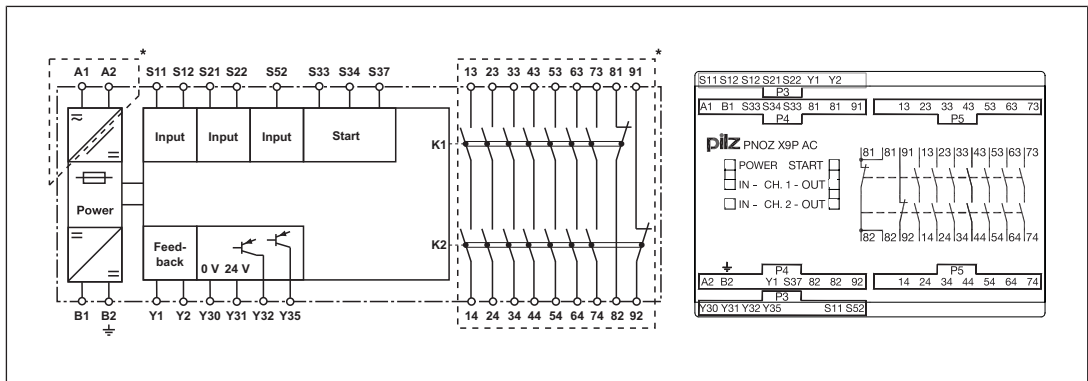 * *
A1 A2 S11 S12 S21 S22 S52 S33 S34 S37 13 23 33 43 53 63 73 81 91
Input Input Input Start
K1
Power
Feed-
back
0 V 24 V
K2
B1 B2 Y1 Y2 Y30 Y31 Y32 Y35 14 24 34 44 54 64 74 82 92
S11 S12 S12 S21 S22 Y1 Y2
P3
A1 B1 S33 S34 S33 81 81 91 13 23 33 43 53 63 73
P4 P5
pilz PNOZ X9P AC
POWER START
IN - CH. 1 - OUT
IN - CH. 2 - OUT
81 81 91 13 23 33 43 53 63 73
82 82 92 14 24 34 44 54 64 74
P4 P5
A2 B2 Y1 S37 82 82 92 14 24 34 44 54 64 74
P3
Y30 Y31 Y32 Y35 S11 S52